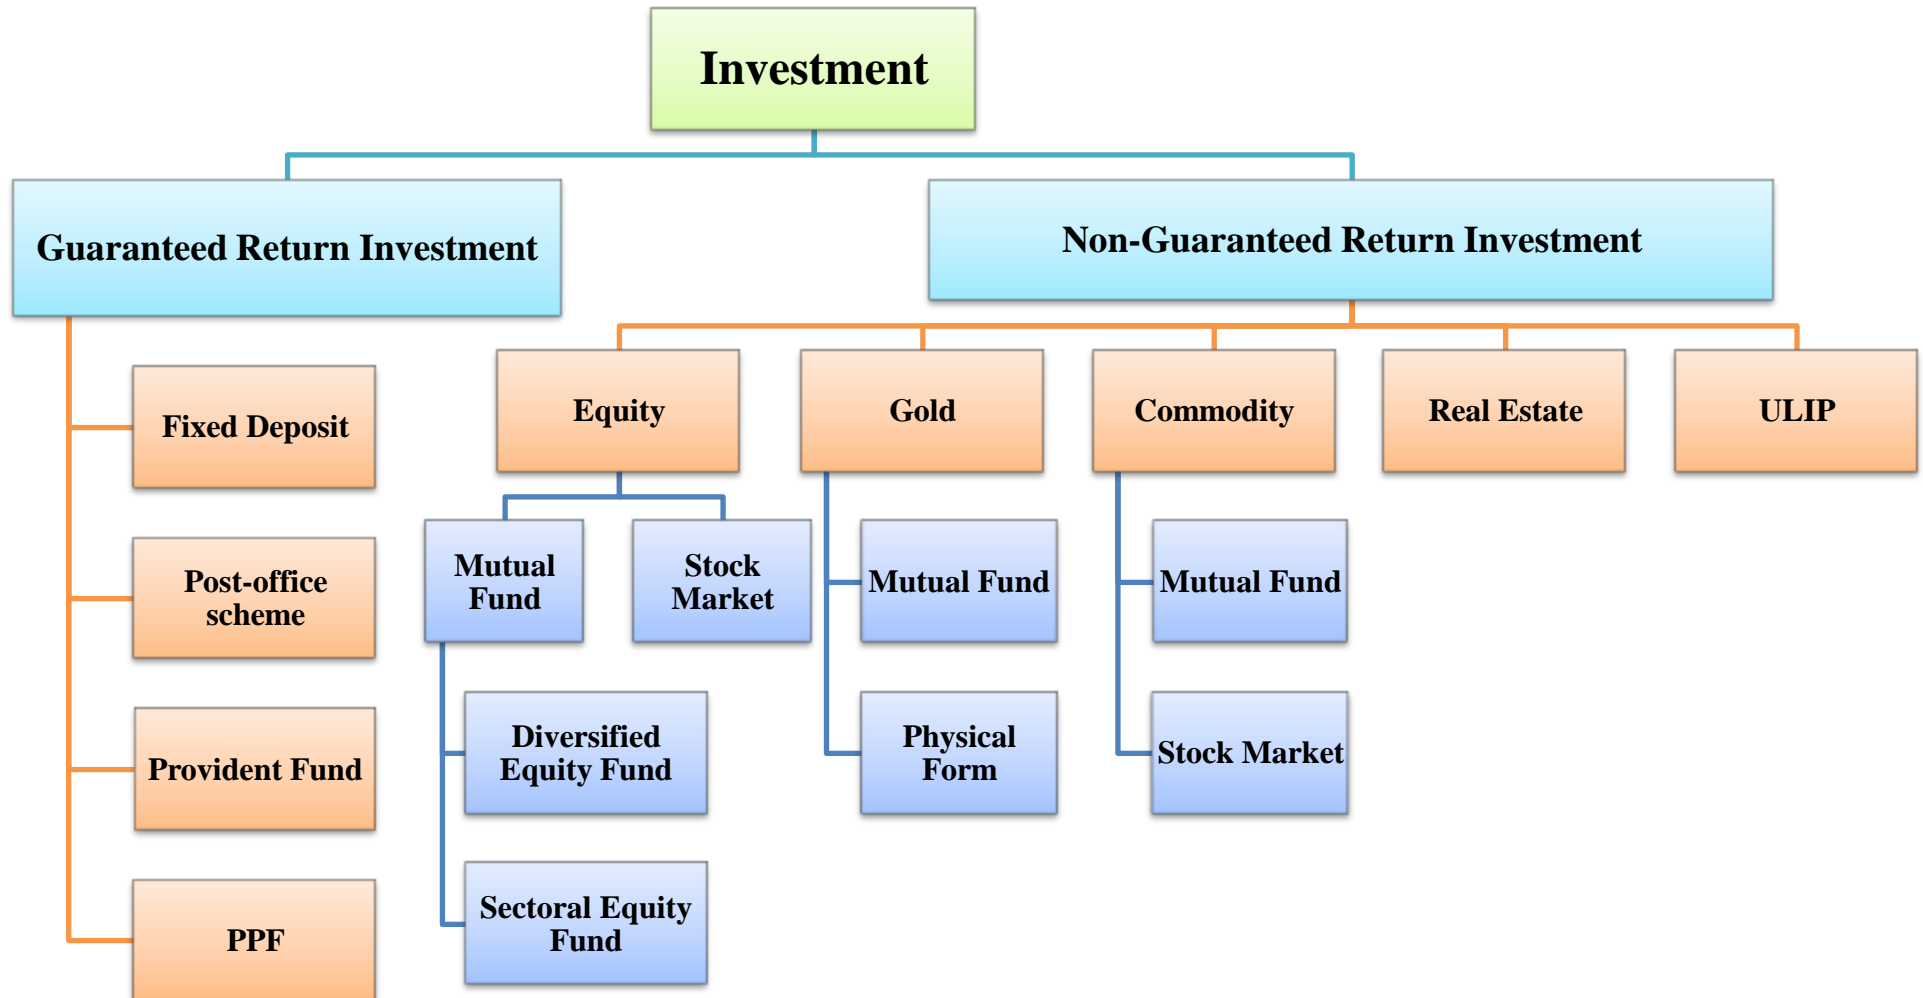 Investment
Guaranteed Return Investment
Non-Guaranteed Return Investment
Fixed Deposit
Post-office
scheme
Provident Fund
PPF
Equity
Gold
Commodity
Real Estate
ULIP
Mutual
Fund
Stock
Market
Diversified
Equity Fund
Sectoral Equity
Fund
Mutual Fund
Physical
Form
Mutual Fund
Stock Market